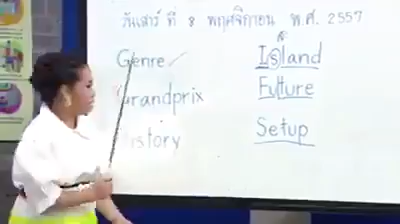 วันเสาร์ ที่ 8 พฤศจิกายน พ.ศ. 2557
Genre ✓ Island
Grandprix Future
History Setup